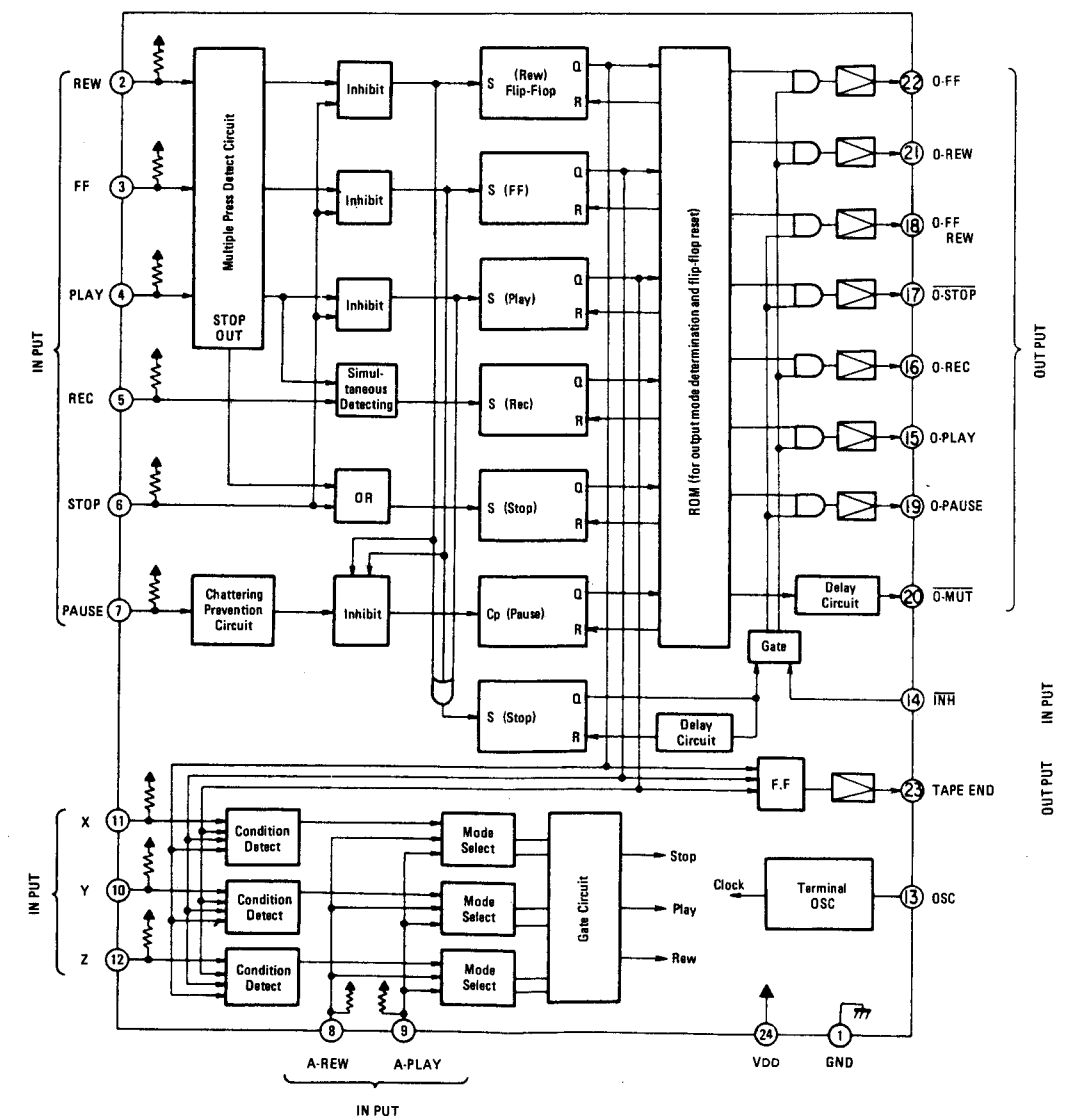 REW
2
FF
3
PLAY
4
REC
5
STOP
6
PAUSE
7
IN PUT
Multiple Press Detect Circuit
STOP
OUT
Inhibit
Inhibit
Inhibit
Simul-
taneous
Detecting
OR
Chattering
Prevention
Circuit
Inhibit
S
(Rew)
Flip-Flop
Q
R
S (FF)
Q
R
S (Play)
Q
R
S (Rec)
Q
R
S (Stop)
Q
R
Cp (Pause)
Q
R
S (Stop)
Q
R
Delay
Circuit
ROM (for output mode determination and flip-flop reset)
22 O-FF
21 O-REW
18 O-FF
REW
17 O-STOP
16 O-REC
15 O-PLAY
19 O-PAUSE
Delay
Circuit
20 O-MUT
OUT PUT
Gate
14 INH
IN PUT
F.F
23 TAPE END
OUT PUT
X
11
Y
10
Z
12
IN PUT
Condition
Detect
Condition
Detect
Condition
Detect
Mode
Select
Mode
Select
Mode
Select
Gate Circuit
Stop
Play
Rew
Clock
Terminal
OSC
13 OSC
8
9
24
1
A-REW
A-PLAY
VDD
GND
IN PUT